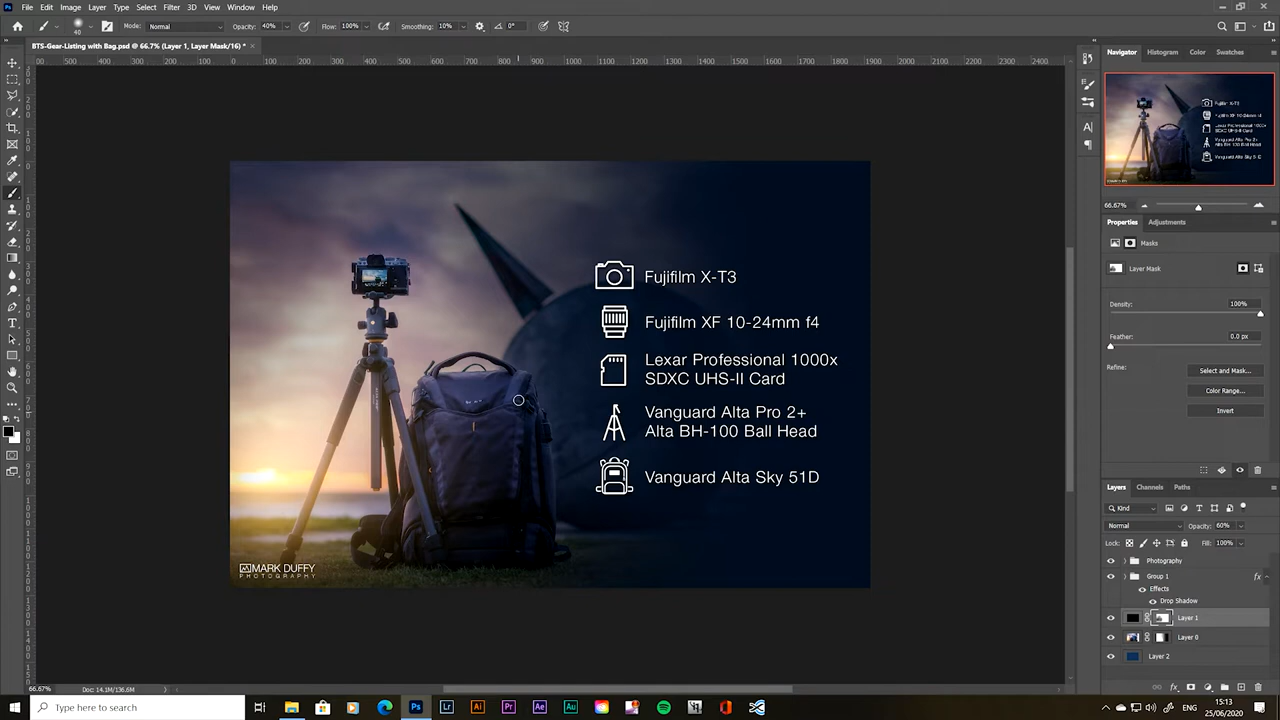 File Edit Image Layer Type Select Filter 3D View Window Help
40 Mode: Normal Opacity: 40% Flow: 100% Smoothing: 10% 0°
BTS-Gear-Listing with Bag.psd @ 66.7% (Layer 1, Layer Mask/16) *
Fujifilm X-T3
Fujifilm XF 10-24mm f4
Lexar Professional 1000x
SDXC UHS-II Card
Vanguard Alta Pro 2+
Alta BH-100 Ball Head
Vanguard Alta Sky 51D
MARK DUFFY
PHOTOGRAPHY
Navigator Histogram Color Swatches
66.67%
Properties Adjustments
Masks
Layer Mask
Density: 100%
Feather: 0.0 px
Refine: Select and Mask...
Color Range...
Invert
Layers Channels Paths
Kind
Normal Opacity: 60%
Lock: Fill: 100%
Photography
Group 1 fx
Effects
Drop Shadow
Layer 1
Layer 0
Layer 2
66.67% Doc: 14.1M/136.6M
Type here to search
15:13
25/06/2020